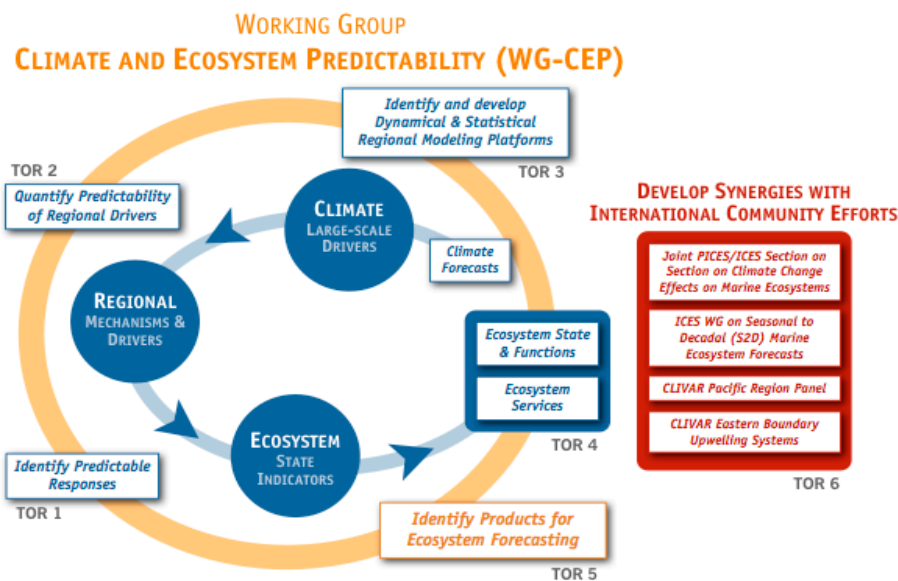 WORKING GROUP
CLIMATE AND ECOSYSTEM PREDICTABILITY (WG-CEP)
Identify and develop
Dynamical & Statistical
Regional Modeling Platforms
TOR 3
TOR 2
Quantify Predictability
of Regional Drivers
CLIMATE
LARGE-SCALE
DRIVERS
Climate
Forecasts
REGIONAL
MECHANISMS &
DRIVERS
Ecosystem State
& Functions
Ecosystem
Services
TOR 4
ECOSYSTEM
STATE
INDICATORS
Identify Predictable
Responses
TOR 1
Identify Products for
Ecosystem Forecasting
TOR 5
DEVELOP SYNERGIES WITH
INTERNATIONAL COMMUNITY EFFORTS
Joint PICES/ICES Section on
Section on Climate Change
Effects on Marine Ecosystems
ICES WG on Seasonal to
Decadal (S2D) Marine
Ecosystem Forecasts
CLIVAR Pacific Region Panel
CLIVAR Eastern Boundary
Upwelling Systems
TOR 6